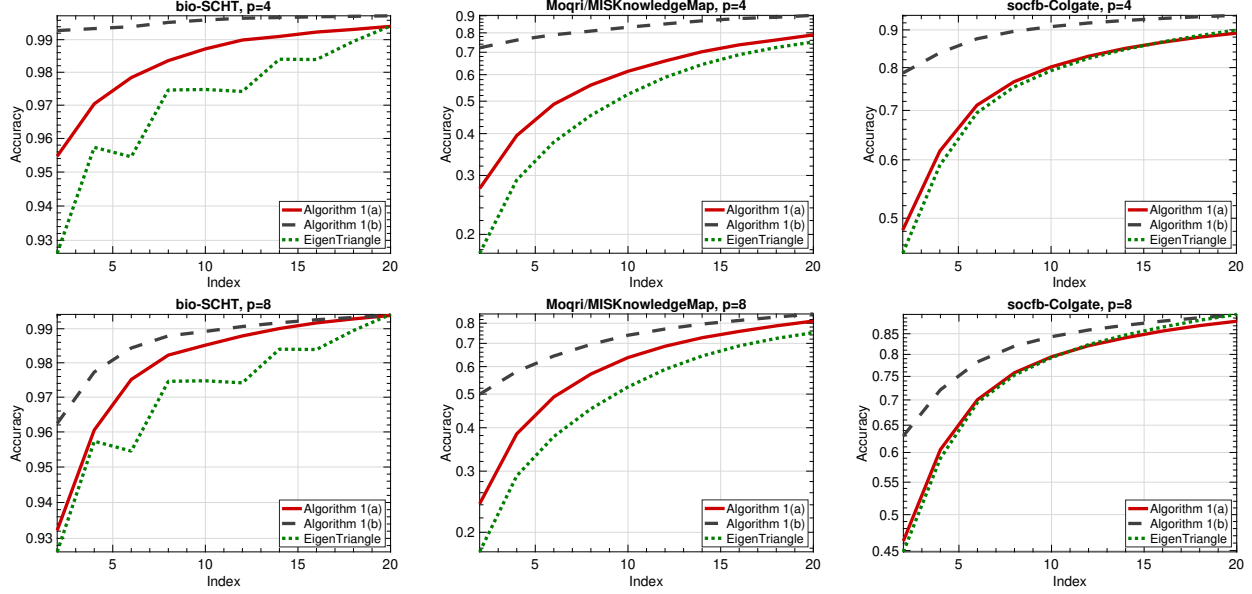 bio-SCHT, p=4
Accuracy
0.99
0.98
0.97
0.96
0.95
0.94
0.93
Algorithm 1(a)
Algorithm 1(b)
EigenTriangle
5 10 15 20
Index
Moqri/MISKnowledgeMap, p=4
Accuracy
0.9
0.8
0.7
0.6
0.5
0.4
0.3
0.2
Algorithm 1(a)
Algorithm 1(b)
EigenTriangle
5 10 15 20
Index
socfb-Colgate, p=4
Accuracy
0.9
0.8
0.7
0.6
0.5
Algorithm 1(a)
Algorithm 1(b)
EigenTriangle
5 10 15 20
Index
bio-SCHT, p=8
Accuracy
0.99
0.98
0.97
0.96
0.95
0.94
0.93
Algorithm 1(a)
Algorithm 1(b)
EigenTriangle
5 10 15 20
Index
Moqri/MISKnowledgeMap, p=8
Accuracy
0.8
0.7
0.6
0.5
0.4
0.3
0.2
Algorithm 1(a)
Algorithm 1(b)
EigenTriangle
5 10 15 20
Index
socfb-Colgate, p=8
Accuracy
0.85
0.8
0.75
0.7
0.65
0.6
0.55
0.5
0.45
Algorithm 1(a)
Algorithm 1(b)
EigenTriangle
5 10 15 20
Index